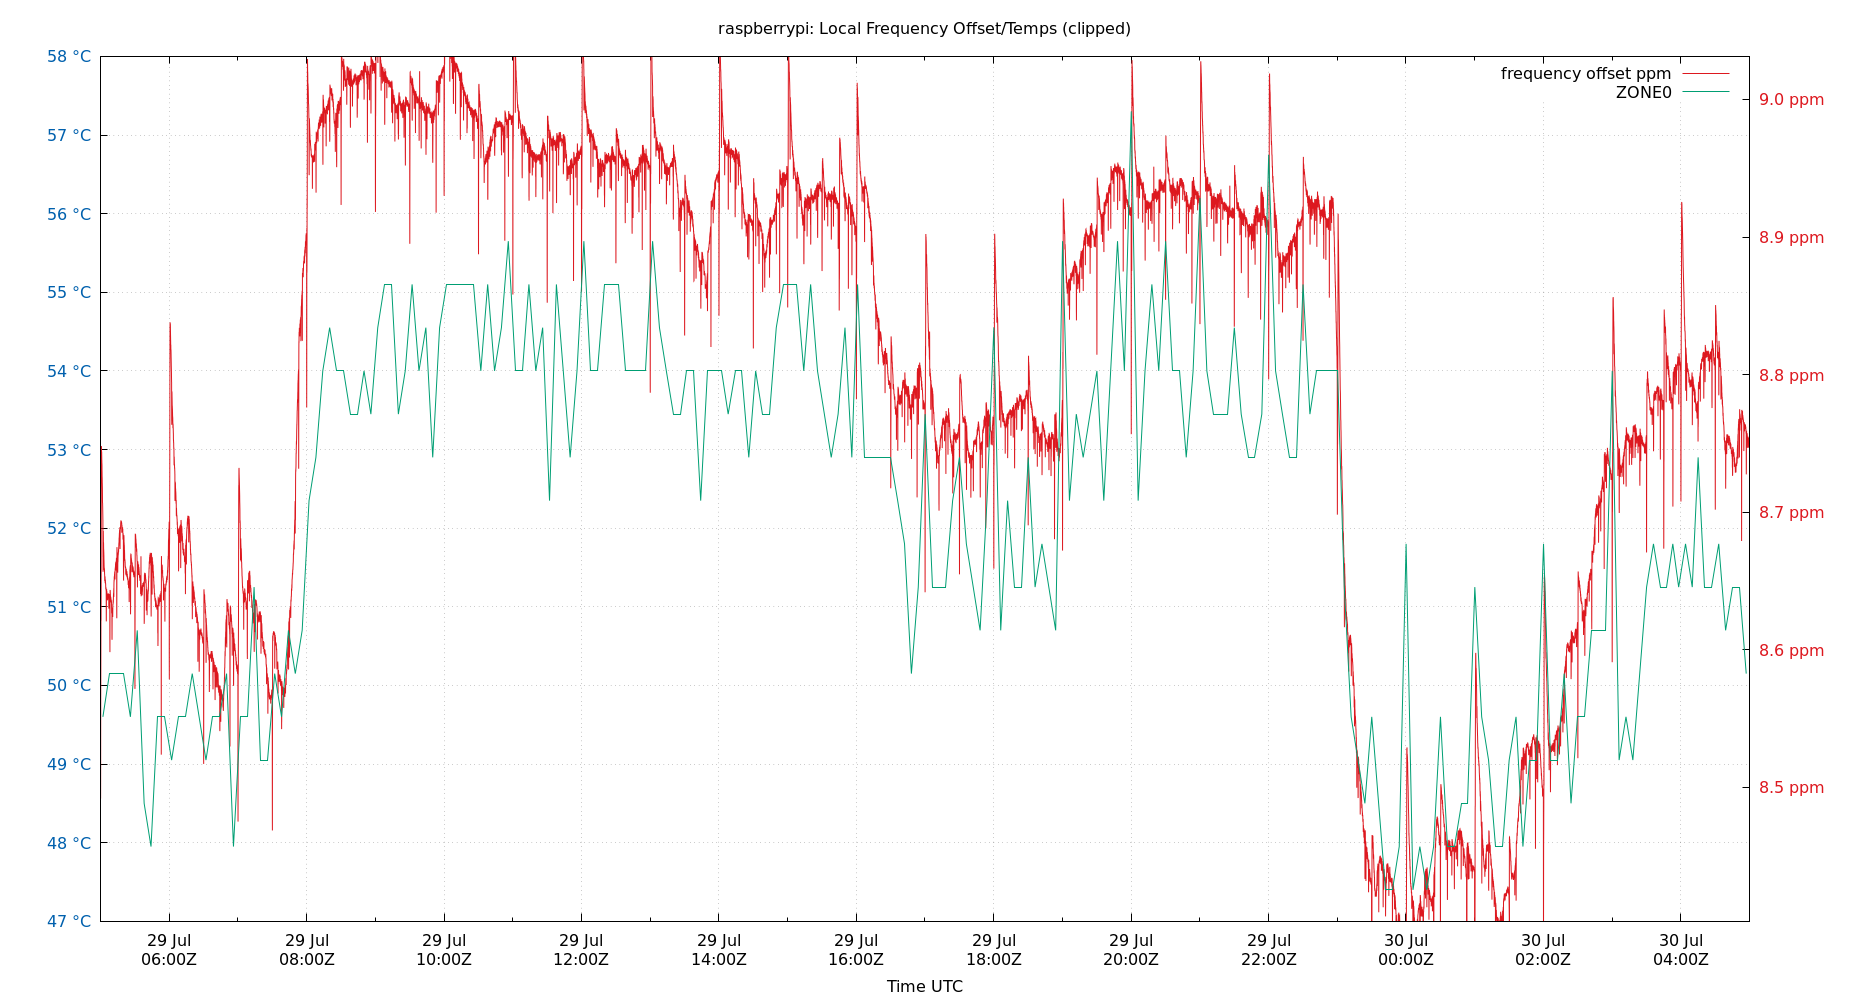 raspberrypi: Local Frequency Offset/Temps (clipped)
frequency offset ppm
ZONE0
58 °C
57 °C
56 °C
55 °C
54 °C
53 °C
52 °C
51 °C
50 °C
49 °C
48 °C
47 °C
9.0 ppm
8.9 ppm
8.8 ppm
8.7 ppm
8.6 ppm
8.5 ppm
29 Jul
06:00Z
29 Jul
08:00Z
29 Jul
10:00Z
29 Jul
12:00Z
29 Jul
14:00Z
29 Jul
16:00Z
29 Jul
18:00Z
29 Jul
20:00Z
29 Jul
22:00Z
30 Jul
00:00Z
30 Jul
02:00Z
30 Jul
04:00Z
Time UTC